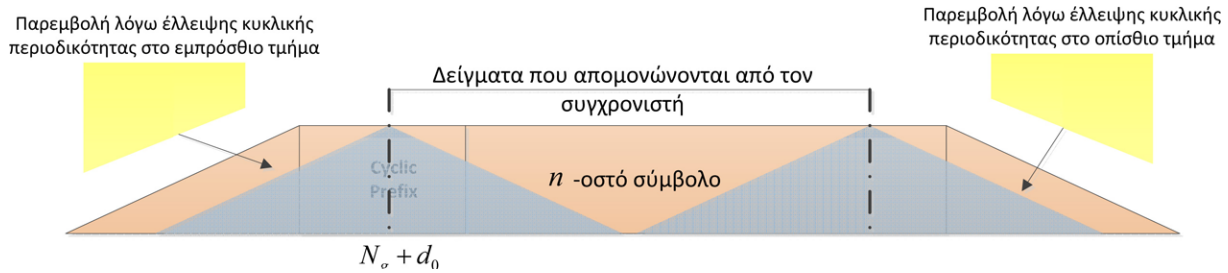 Παρεμβολή λόγω έλλειψης κυκλικής
περιοδικότητας στο εμπρόσθιο τμήμα
Παρεμβολή λόγω έλλειψης κυκλικής
περιοδικότητας στο οπίσθιο τμήμα
Δείγματα που απομονώνονται από τον
συγχρονιστή
Cyclic
Prefix
n -οστό σύμβολο
N_g + d_0